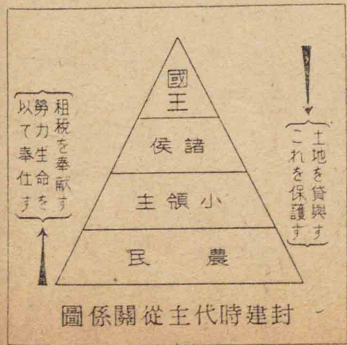 國王
諸侯
小領主
農民
土地を貸與す
これを保護す
租税を奉献す
勞力生命を
以て奉仕す
封建時代主從關係圖